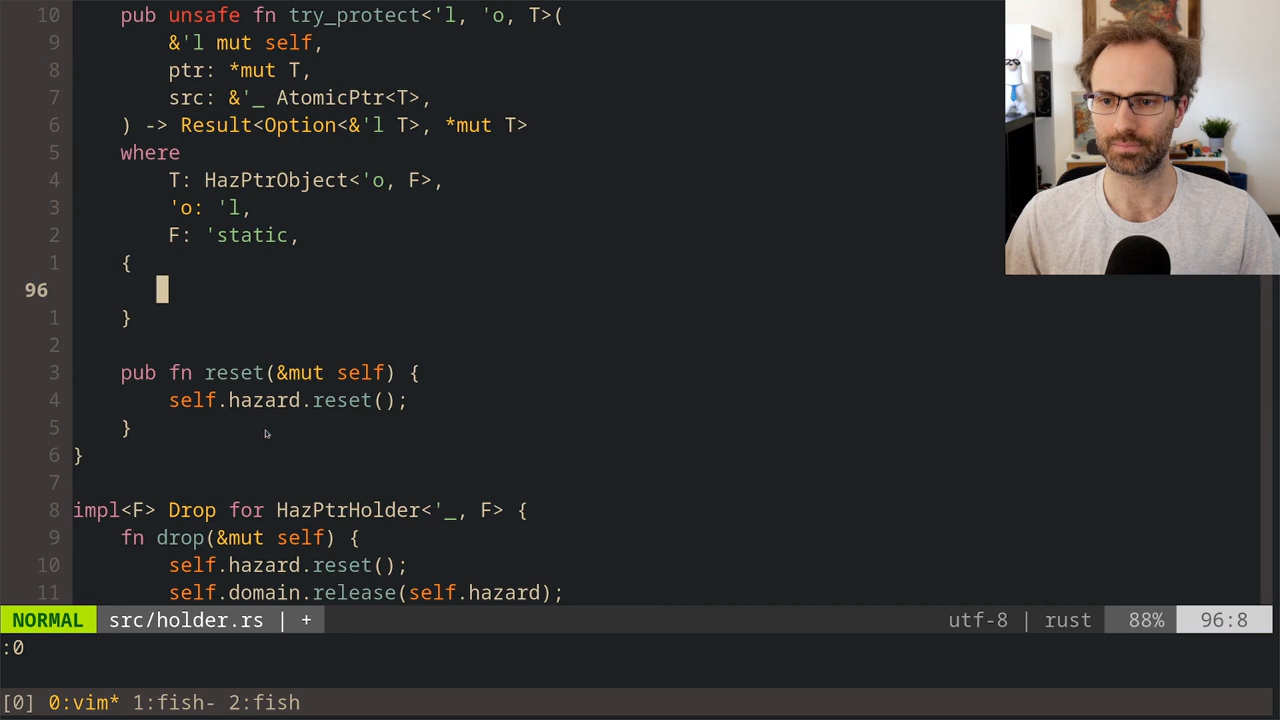 10 pub unsafe fn try_protect<'l, 'o, T>(
9 &'l mut self,
8 ptr: *mut T,
7 src: &'_ AtomicPtr<T>,
6 ) -> Result<Option<&'l T>, *mut T>
5 where
4 T: HazPtrObject<'o, F>,
3 'o: 'l,
2 F: 'static,
1 {
96
1 }
2
3 pub fn reset(&mut self) {
4 self.hazard.reset();
5 }
6 }
7
8 impl<F> Drop for HazPtrHolder<'_, F> {
9 fn drop(&mut self) {
10 self.hazard.reset();
11 self.domain.release(self.hazard);
NORMAL src/holder.rs | + utf-8 | rust 88% 96:8
:0
[0] 0:vim* 1:fish- 2:fish